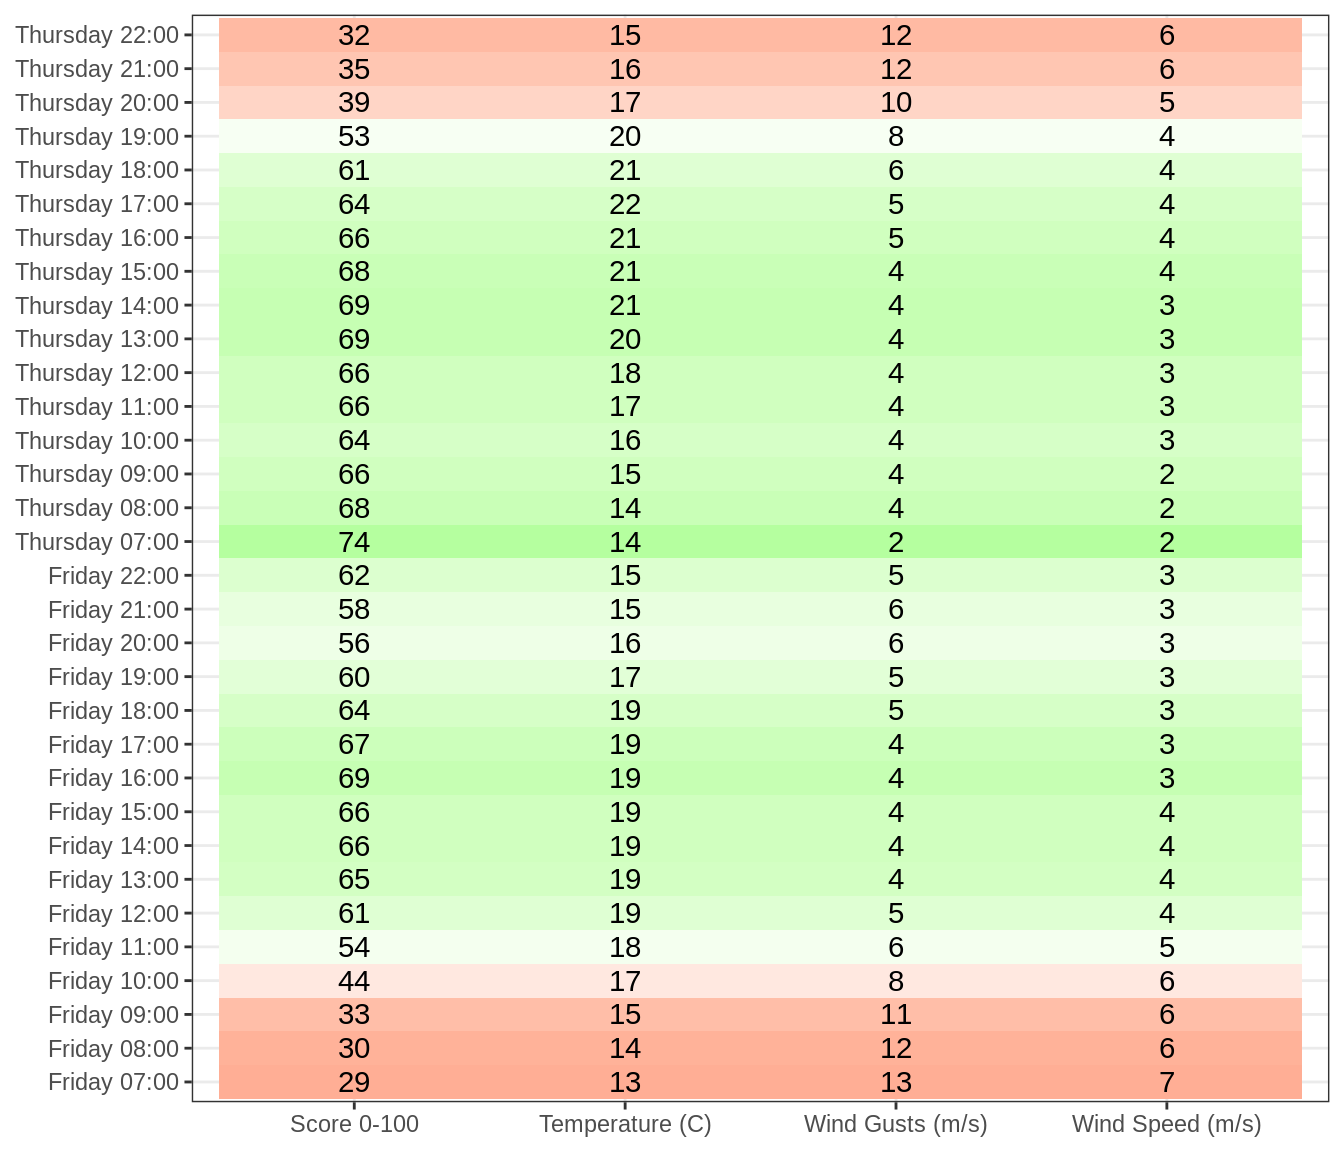 Thursday 22:00 32 15 12 6
Thursday 21:00 35 16 12 6
Thursday 20:00 39 17 10 5
Thursday 19:00 53 20 8 4
Thursday 18:00 61 21 6 4
Thursday 17:00 64 22 5 4
Thursday 16:00 66 21 5 4
Thursday 15:00 68 21 4 4
Thursday 14:00 69 21 4 3
Thursday 13:00 69 20 4 3
Thursday 12:00 66 18 4 3
Thursday 11:00 66 17 4 3
Thursday 10:00 64 16 4 3
Thursday 09:00 66 15 4 2
Thursday 08:00 68 14 4 2
Thursday 07:00 74 14 2 2
Friday 22:00 62 15 5 3
Friday 21:00 58 15 6 3
Friday 20:00 56 16 6 3
Friday 19:00 60 17 5 3
Friday 18:00 64 19 5 3
Friday 17:00 67 19 4 3
Friday 16:00 69 19 4 3
Friday 15:00 66 19 4 4
Friday 14:00 66 19 4 4
Friday 13:00 65 19 4 4
Friday 12:00 61 19 5 4
Friday 11:00 54 18 6 5
Friday 10:00 44 17 8 6
Friday 09:00 33 15 11 6
Friday 08:00 30 14 12 6
Friday 07:00 29 13 13 7
Score 0-100 Temperature (C) Wind Gusts (m/s) Wind Speed (m/s)